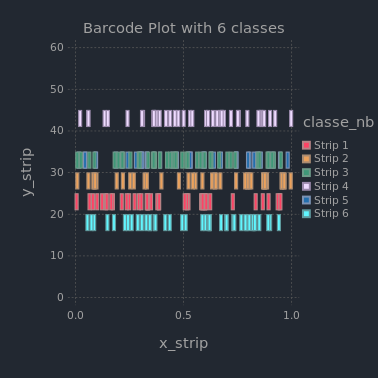 Barcode Plot with 6 classes
60
50
40
30
20
10
0
y_strip
0.0
0.5
1.0
x_strip
classe_nb
Strip 1
Strip 2
Strip 3
Strip 4
Strip 5
Strip 6